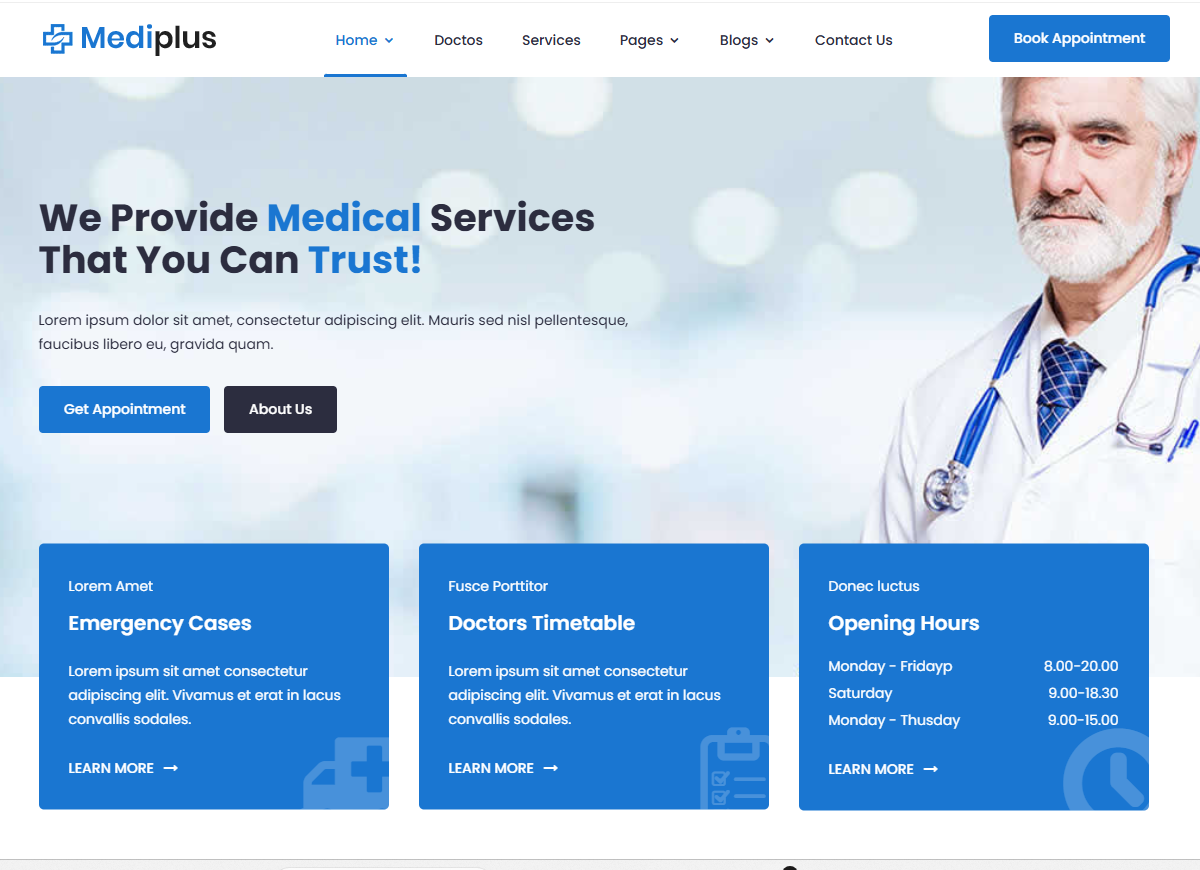 Mediplus
Home
Doctos
Services
Pages
Blogs
Contact Us
Book Appointment
We Provide Medical Services
That You Can Trust!
Lorem ipsum dolor sit amet, consectetur adipiscing elit. Mauris sed nisl pellentesque,
faucibus libero eu, gravida quam.
Get Appointment
About Us
Lorem Amet
Emergency Cases
Lorem ipsum sit amet consectetur
adipiscing elit. Vivamus et erat in lacus
convallis sodales.
LEARN MORE
Fusce Porttitor
Doctors Timetable
Lorem ipsum sit amet consectetur
adipiscing elit. Vivamus et erat in lacus
convallis sodales.
LEARN MORE
Donec luctus
Opening Hours
Monday - Fridayp 8.00-20.00
Saturday 9.00-18.30
Monday - Thusday 9.00-15.00
LEARN MORE